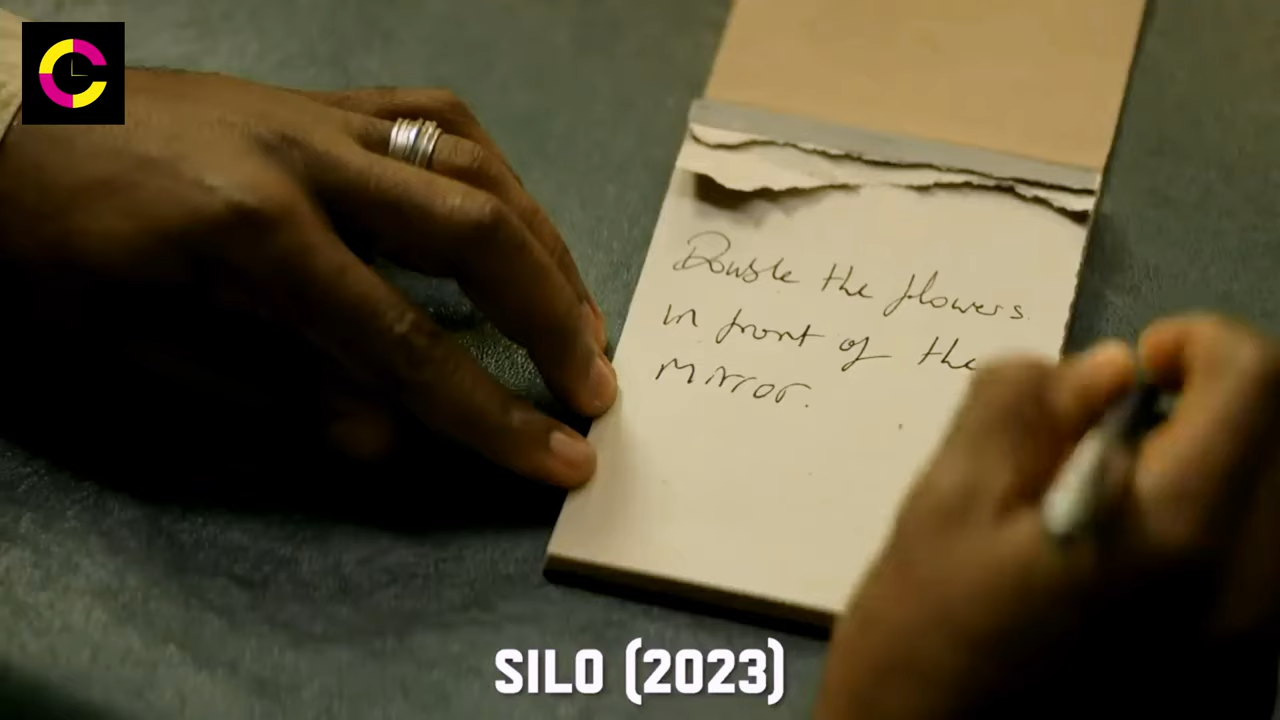 Double the flowers
in front of the
mirror.
SILO (2023)